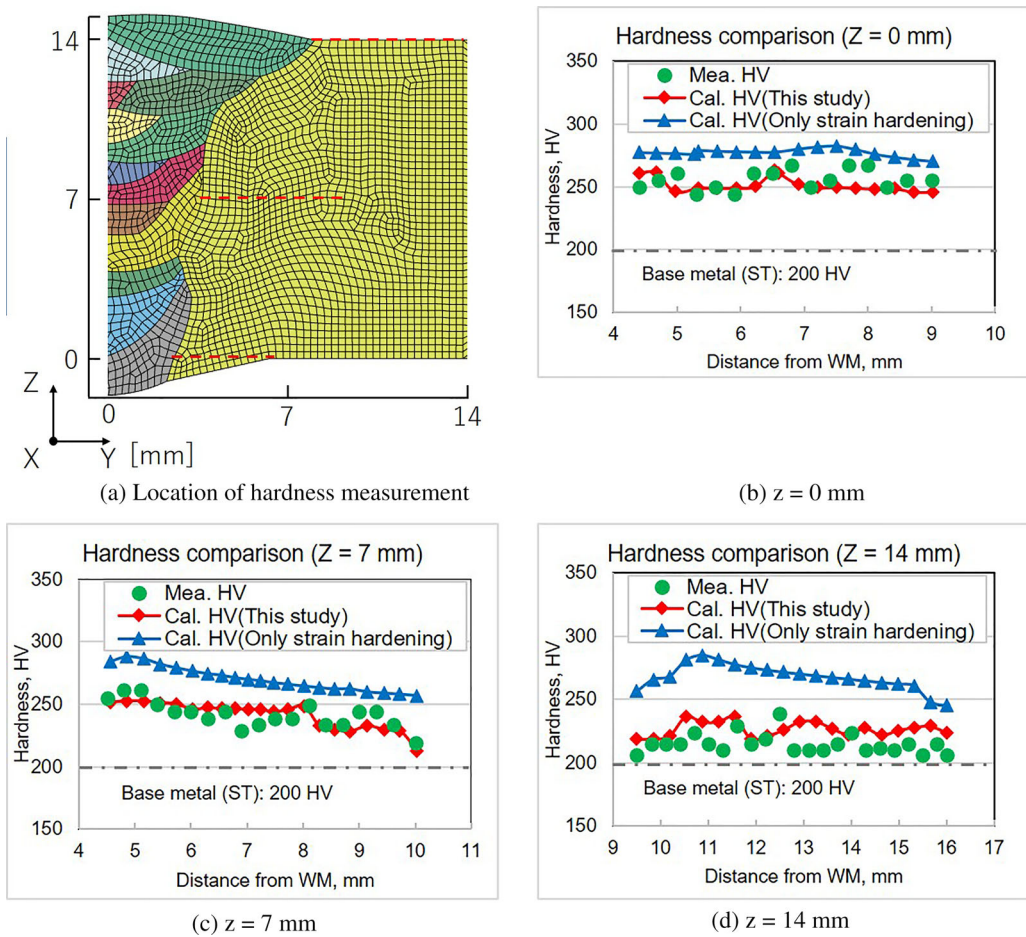 14
7
0
Z
X
Y [mm]
0
7
14
(a) Location of hardness measurement
Hardness comparison (Z = 0 mm)
350
300
250
200
150
Hardness, HV
Mea. HV
Cal. HV(This study)
Cal. HV(Only strain hardening)
Base metal (ST): 200 HV
4 5 6 7 8 9 10
Distance from WM, mm
(b) z = 0 mm
Hardness comparison (Z = 7 mm)
350
300
250
200
150
Hardness, HV
Mea. HV
Cal. HV(This study)
Cal. HV(Only strain hardening)
Base metal (ST): 200 HV
4 5 6 7 8 9 10 11
Distance from WM, mm
(c) z = 7 mm
Hardness comparison (Z = 14 mm)
350
300
250
200
150
Hardness, HV
Mea. HV
Cal. HV(This study)
Cal. HV(Only strain hardening)
Base metal (ST): 200 HV
9 10 11 12 13 14 15 16 17
Distance from WM, mm
(d) z = 14 mm